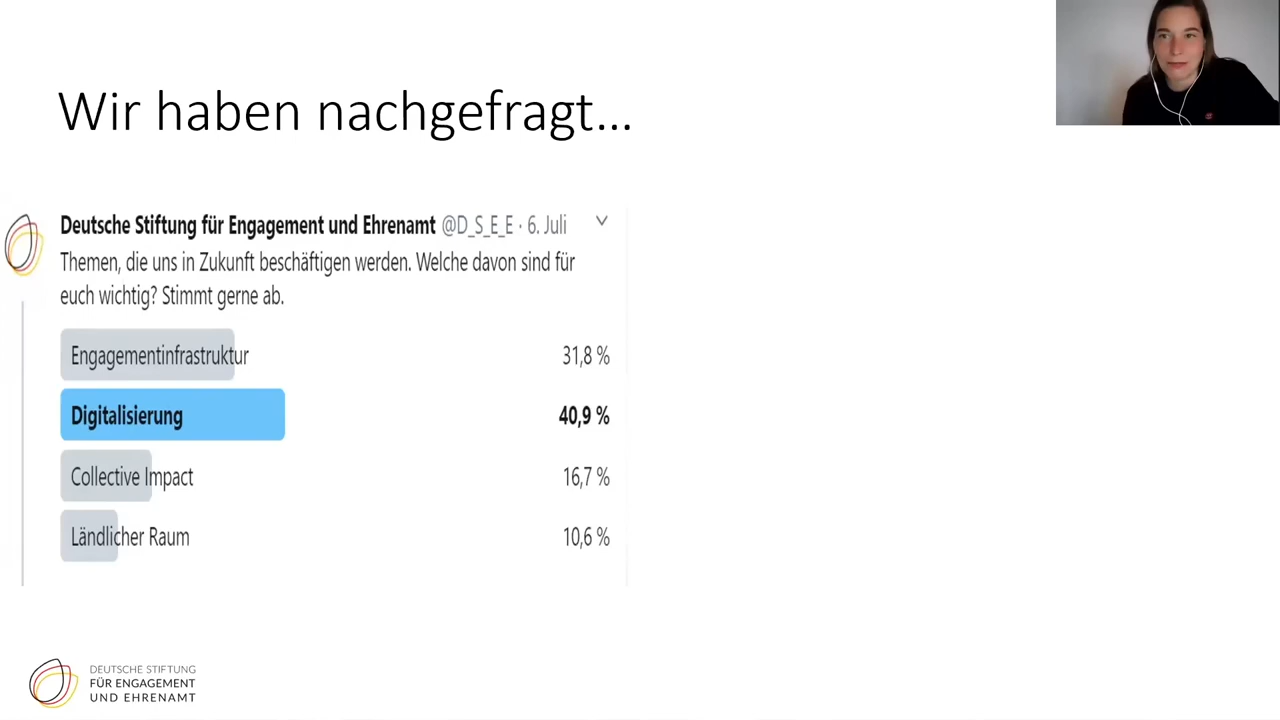 Wir haben nachgefragt...
Deutsche Stiftung für Engagement und Ehrenamt @D_S_E_E · 6. Juli
Themen, die uns in Zukunft beschäftigen werden. Welche davon sind für
euch wichtig? Stimmt gerne ab.
Engagementinfrastruktur 31,8 %
Digitalisierung 40,9 %
Collective Impact 16,7 %
Ländlicher Raum 10,6 %
DEUTSCHE STIFTUNG
FÜR ENGAGEMENT
UND EHRENAMT